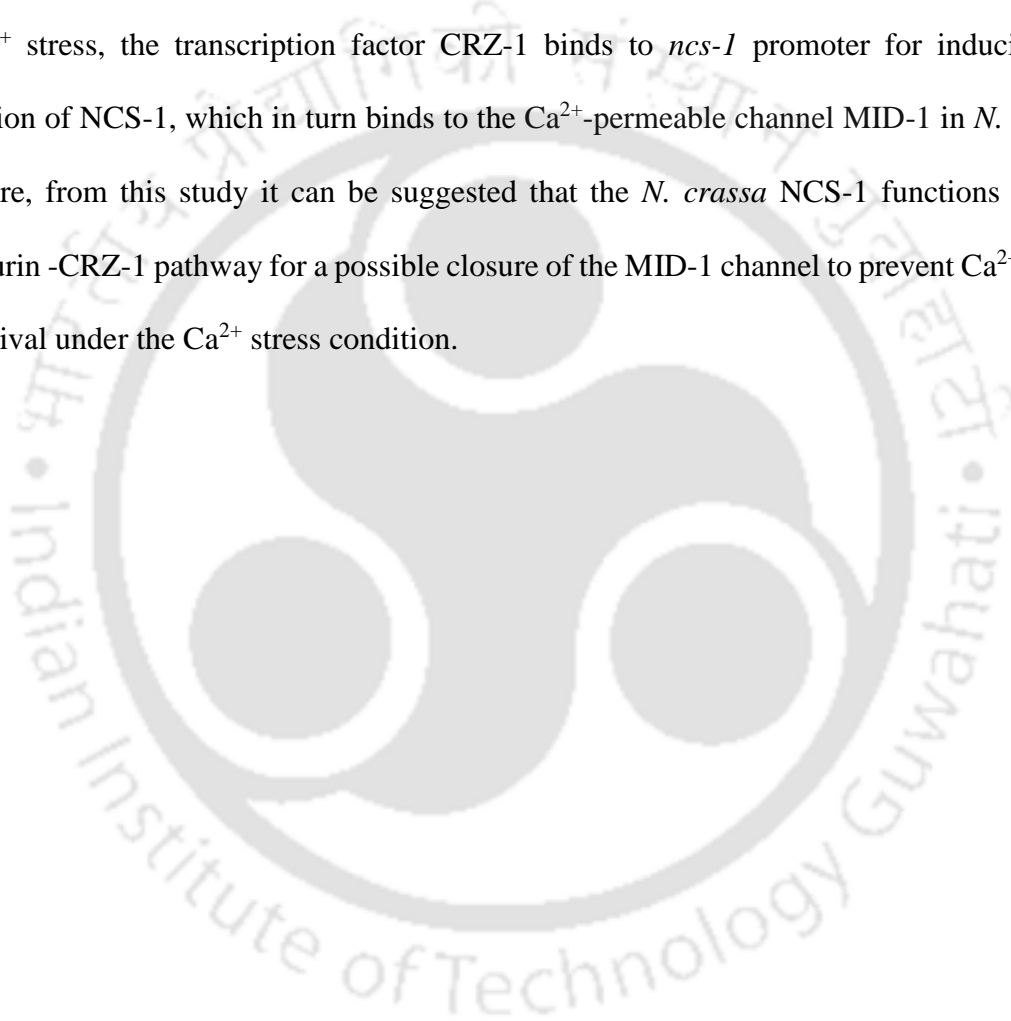 + stress, the transcription factor CRZ-1 binds to ncs-1 promoter for induci
ion of NCS-1, which in turn binds to the Ca2+-permeable channel MID-1 in N.
re, from this study it can be suggested that the N. crassa NCS-1 functions
urin -CRZ-1 pathway for a possible closure of the MID-1 channel to prevent Ca2+
ival under the Ca2+ stress condition.
भारतीय प्रौद्योगिकी संस्थान गुवाहाटी
• Indian Institute of Technology Guwahati •